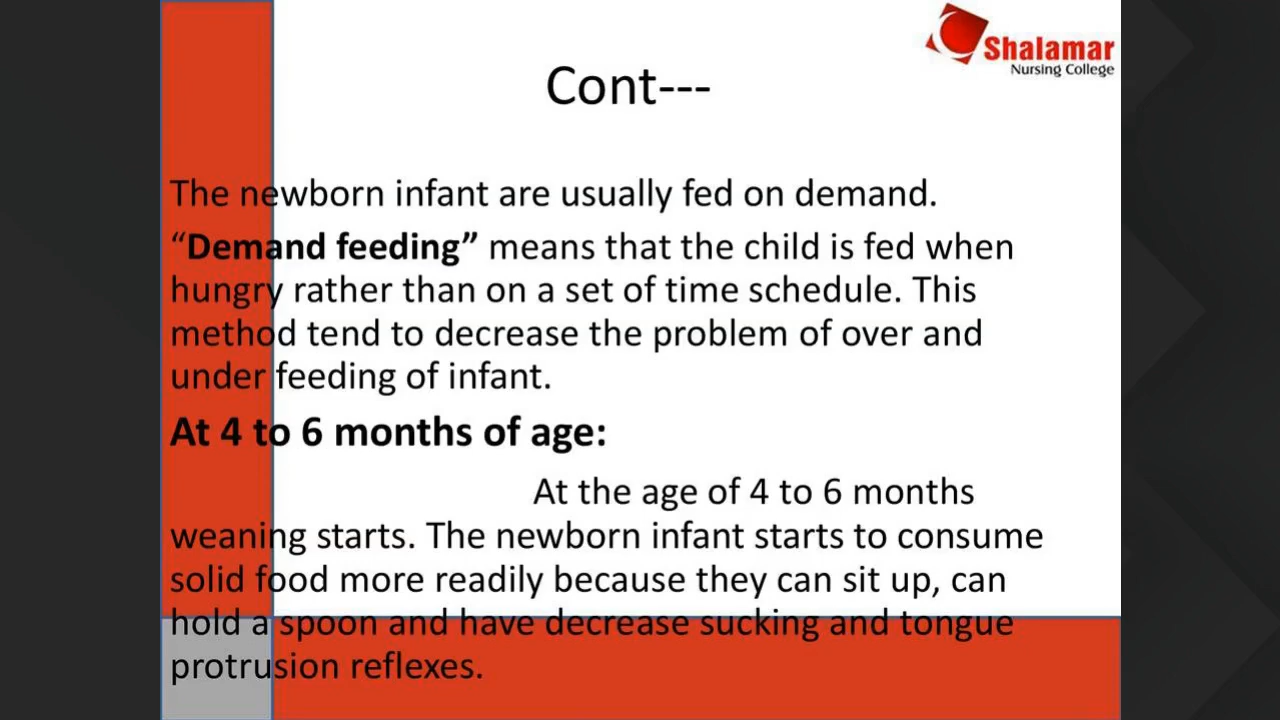 Shalamar
Nursing College
Cont---
The newborn infant are usually fed on demand.
“Demand feeding” means that the child is fed when
hungry rather than on a set of time schedule. This
method tend to decrease the problem of over and
under feeding of infant.
At 4 to 6 months of age:
At the age of 4 to 6 months
weaning starts. The newborn infant starts to consume
solid food more readily because they can sit up, can
hold a spoon and have decrease sucking and tongue
protrusion reflexes.